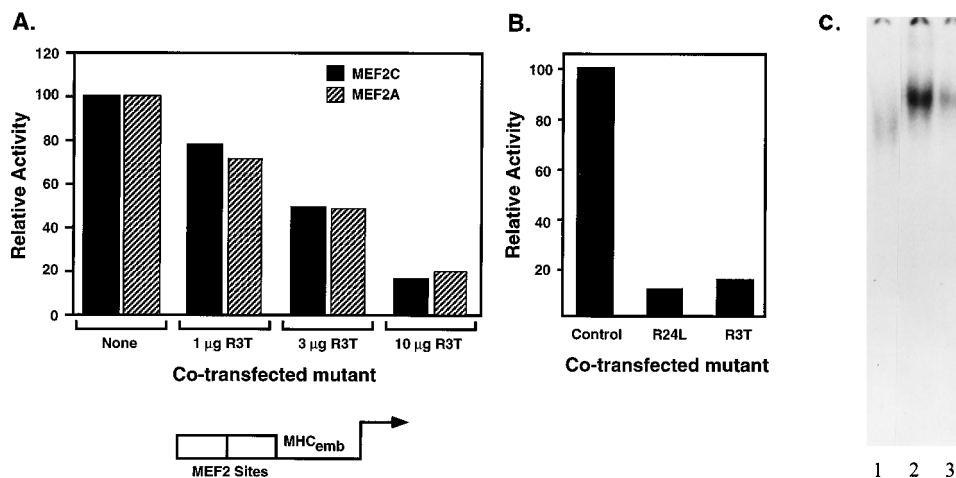 A.
120
100
80
60
40
20
0
Relative Activity
MEF2C
MEF2A
None
1 μg R3T
3 μg R3T
10 μg R3T
Co-transfected mutant
MHCemb
MEF2 Sites
B.
100
80
60
40
20
Relative Activity
Control
R24L
R3T
Co-transfected mutant
C.
1 2 3